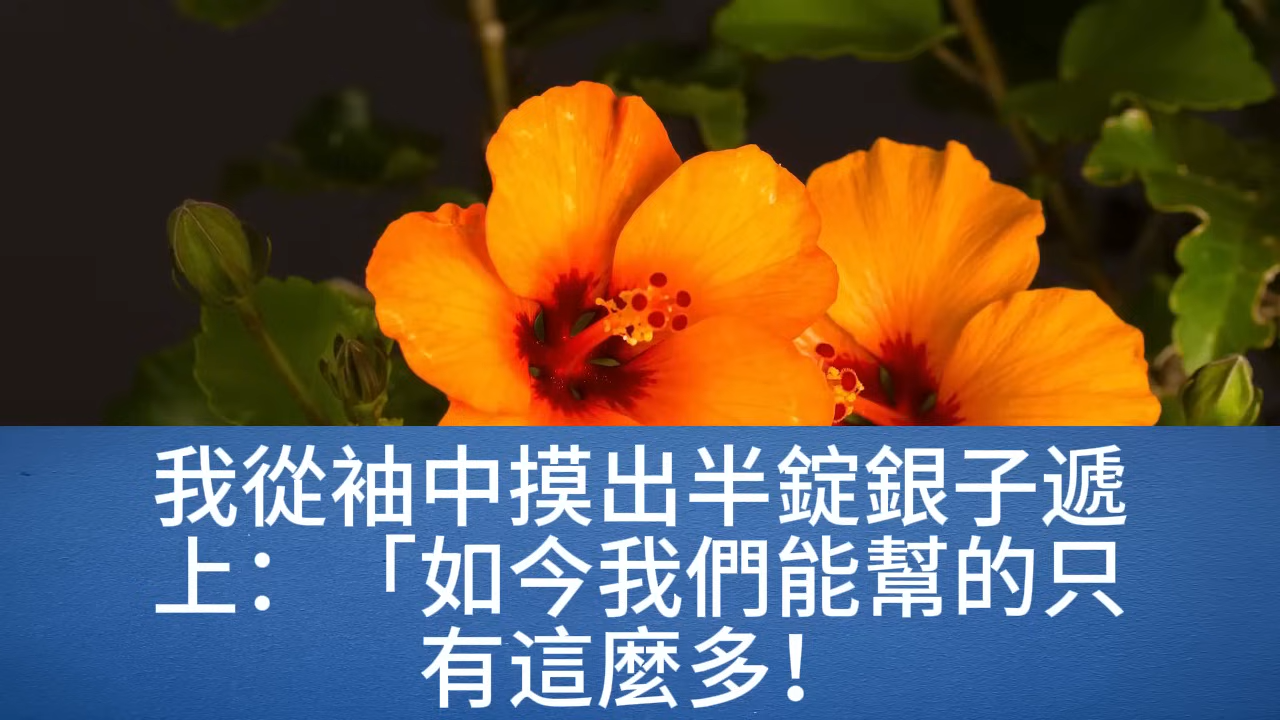 我從袖中摸出半錠銀子遞
上：「如今我們能幫的只
有這麼多！